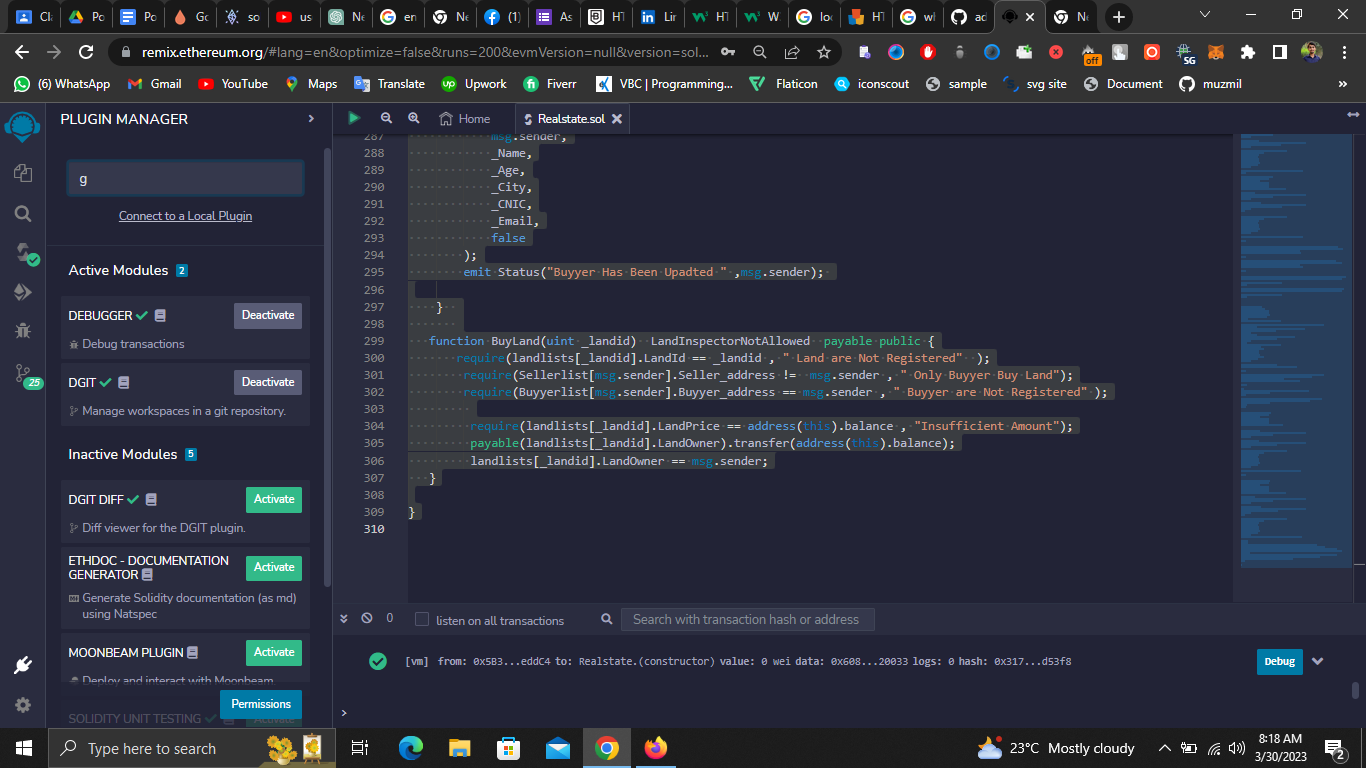 Cla
Po
Po
Go
so
us
Ne
en
Ne
(1)
As
HT
Lir
HT
W
loc
HT
wl
ad
Ne
remix.ethereum.org/#lang=en&optimize=false&runs=200&evmVersion=null&version=sol...
off
SG
(6) WhatsApp
Gmail
YouTube
Maps
Translate
Upwork
Fiverr
VBC | Programming...
Flaticon
iconscout
sample
svg site
Document
muzmil
»
PLUGIN MANAGER
g
Connect to a Local Plugin
Active Modules 2
DEBUGGER
Deactivate
Debug transactions
DGIT
Deactivate
Manage workspaces in a git repository.
Inactive Modules 5
DGIT DIFF
Activate
Diff viewer for the DGIT plugin.
ETHDOC - DOCUMENTATION
GENERATOR
Activate
Generate Solidity documentation (as md)
using Natspec
MOONBEAM PLUGIN
Activate
Deploy and interact with Moonbeam
Permissions
SOLIDITY UNIT TESTING
Activate
25
Home
Realstate.sol
287 msg.sender,
288 _Name,
289 _Age,
290 _City,
291 _CNIC,
292 _Email,
293 false
294 );
295 emit Status("Buyyer Has Been Upadted " ,msg.sender);
296
297 }
298
299 function BuyLand(uint _landid) LandInspectorNotAllowed payable public {
300 require(landlists[_landid].LandId == _landid , " Land are Not Registered" );
301 require(Sellerlist[msg.sender].Seller_address != msg.sender , " Only Buyyer Buy Land");
302 require(Buyyerlist[msg.sender].Buyyer_address == msg.sender , " Buyyer are Not Registered" );
303
304 require(landlists[_landid].LandPrice == address(this).balance , "Insufficient Amount");
305 payable(landlists[_landid].LandOwner).transfer(address(this).balance);
306 landlists[_landid].LandOwner == msg.sender;
307 }
308
309 }
310
0
listen on all transactions
Search with transaction hash or address
[vm] from: 0x5B3...eddC4 to: Realstate.(constructor) value: 0 wei data: 0x608...20033 logs: 0 hash: 0x317...d53f8
Debug
>
Type here to search
23°C Mostly cloudy
8:18 AM
3/30/2023
2